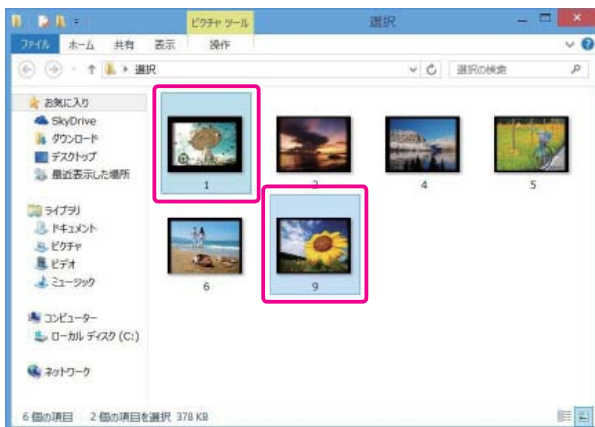 ピクチャ ツール
選択
ファイル ホーム 共有 表示 操作
選択
選択の検索
お気に入り
SkyDrive
ダウンロード
デスクトップ
最近表示した場所
ライブラリ
ドキュメント
ピクチャ
ビデオ
ミュージック
コンピューター
ローカル ディスク (C:)
ネットワーク
1
4
5
6
9
6 個の項目 2 個の項目を選択 378 KB